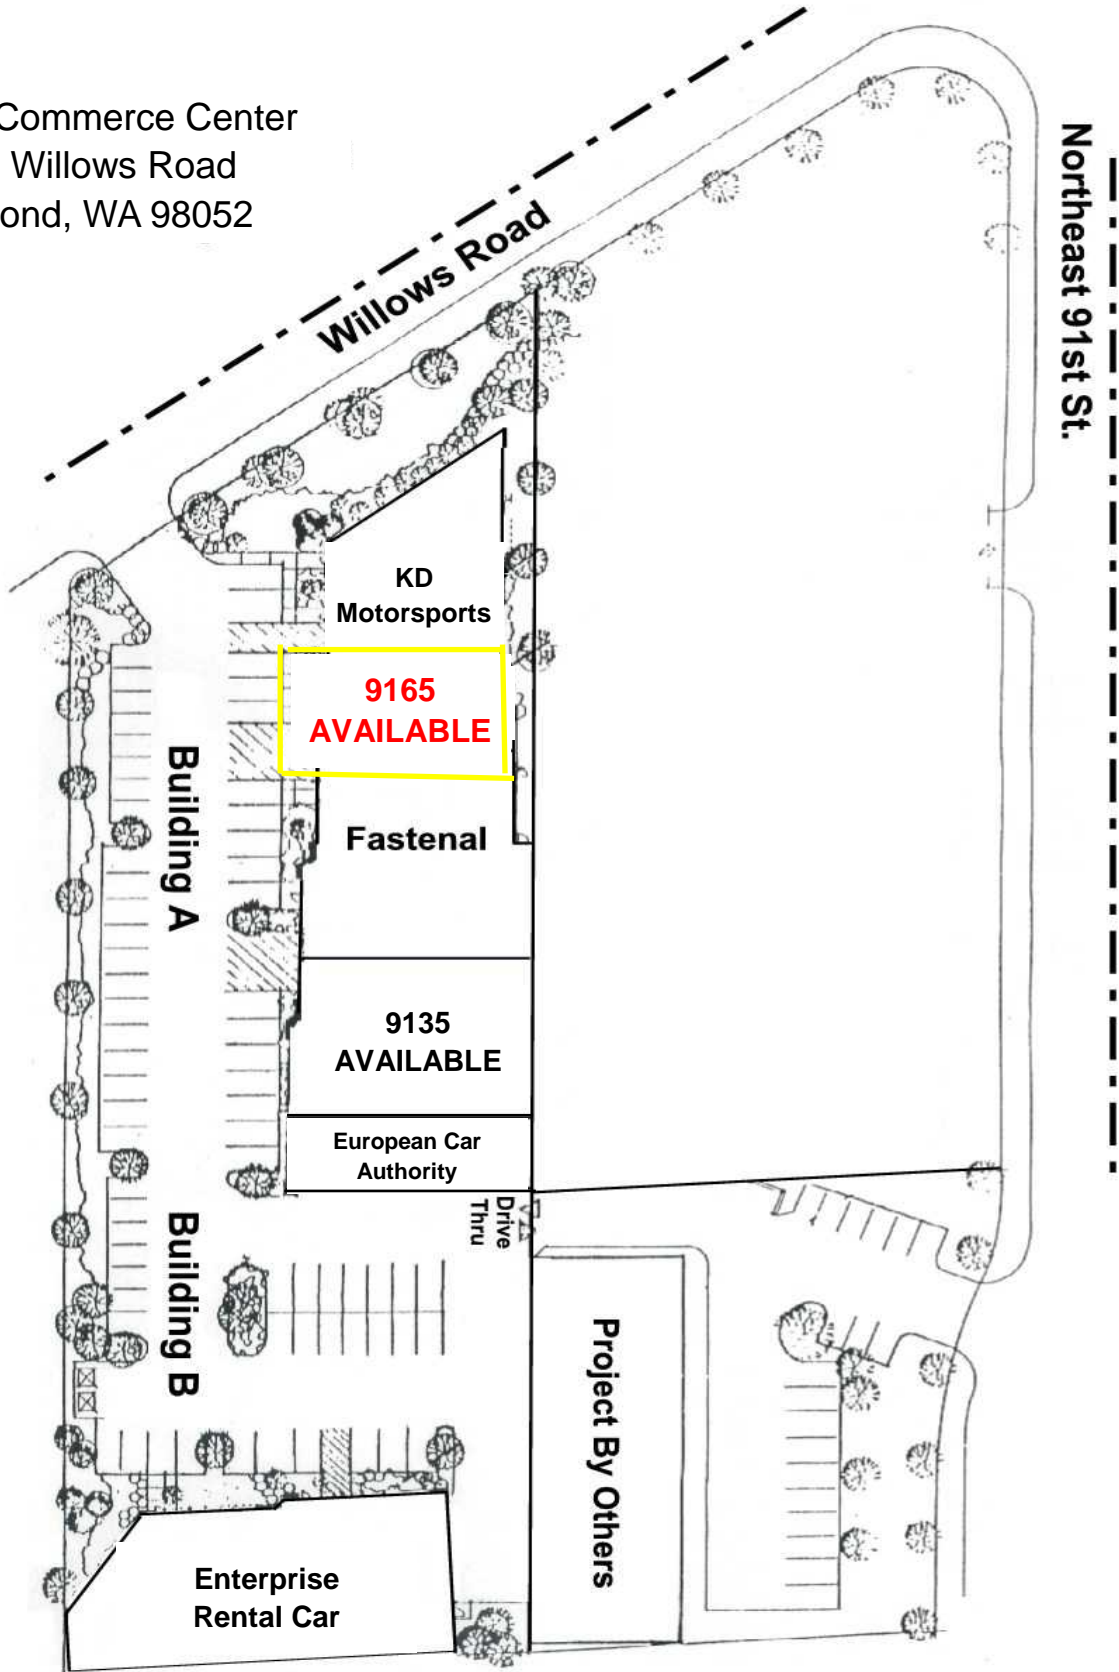 Commerce Center
Willows Road
ond, WA 98052
Willows Road
Northeast 91st St.
KD
Motorsports
9165
AVAILABLE
Building A
Fastenal
9135
AVAILABLE
European Car
Authority
Drive
Thru
Building B
Project By Others
Enterprise
Rental Car